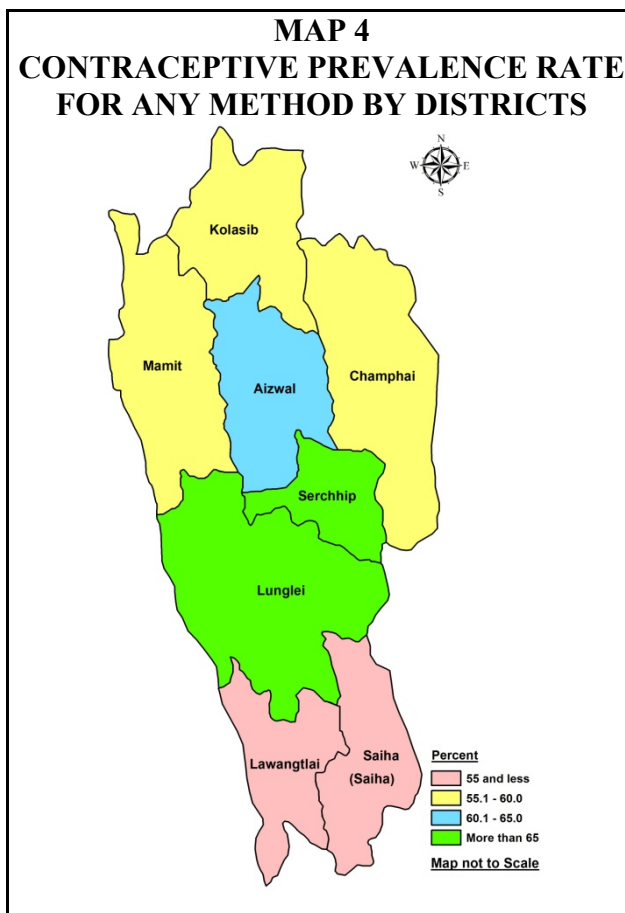 MAP 4
CONTRACEPTIVE PREVALENCE RATE
FOR ANY METHOD BY DISTRICTS
N
W E
S
Kolasib
Mamit
Aizwal
Champhai
Serchhip
Lunglei
Lawangtlai
Saiha
(Saiha)
Percent
55 and less
55.1 - 60.0
60.1 - 65.0
More than 65
Map not to Scale